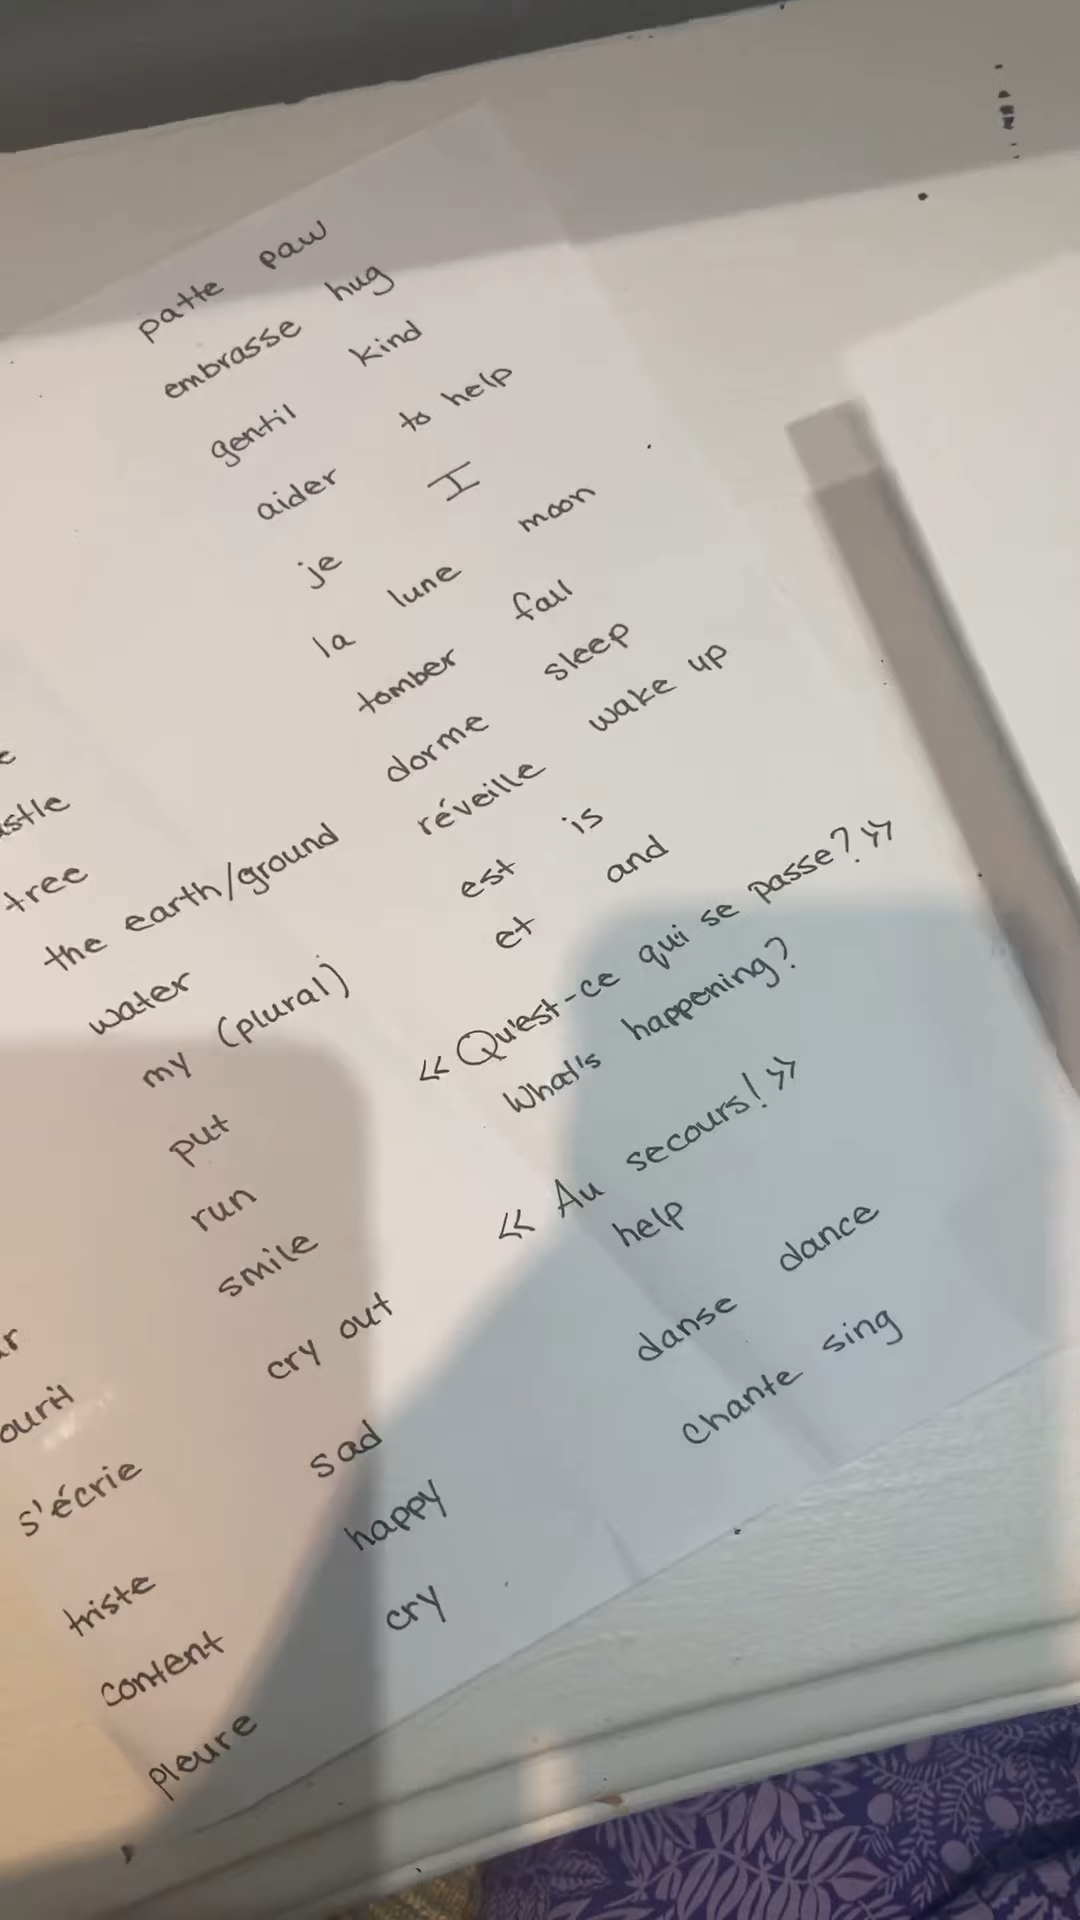 tree
the earth/ground
water
my (plural)
put
run
smile
s'écrie cry out
triste sad
content happy
pleure cry
patte paw
embrasse hug
gentil kind
aider to help
je I
la lune moon
tomber fall
dorme sleep
réveille wake up
est is
et and
« Qu'est-ce qui se passe? »
What's happening?
« Au secours! »
help
danse dance
chante sing